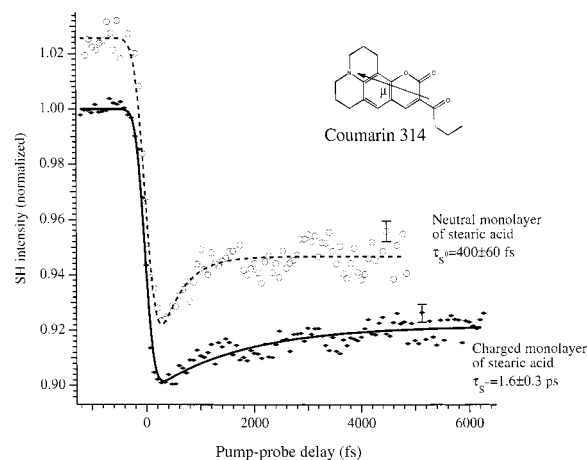 1.02
1.00
0.98
0.96
0.94
0.92
0.90
SH intensity (normalized)
0
2000
4000
6000
Pump-probe delay (fs)
N
O
O
O
μ
Coumarin 314
Neutral monolayer
of stearic acid
τS⁰=400±60 fs
Charged monolayer
of stearic acid
τS⁻=1.6±0.3 ps